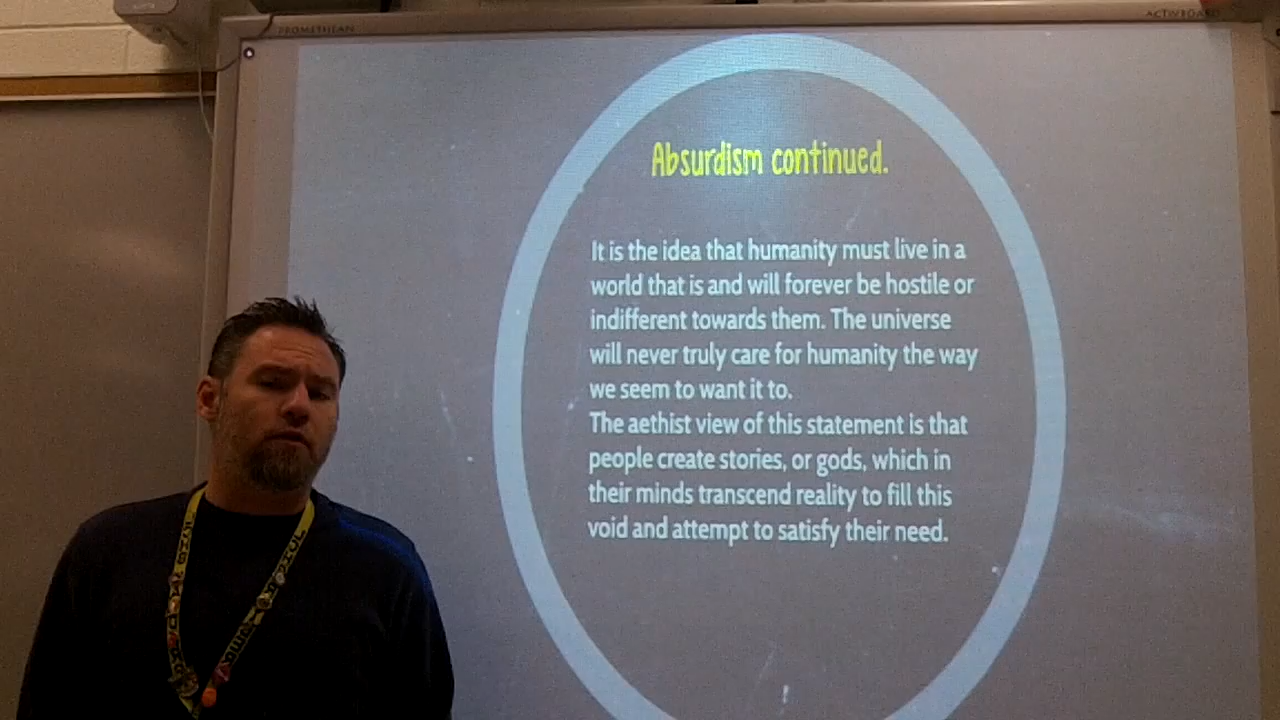 PROMETHEAN
ACTIVBOARD
Absurdism continued.
It is the idea that humanity must live in a
world that is and will forever be hostile or
indifferent towards them. The universe
will never truly care for humanity the way
we seem to want it to.
The aethist view of this statement is that
people create stories, or gods, which in
their minds transcend reality to fill this
void and attempt to satisfy their need.